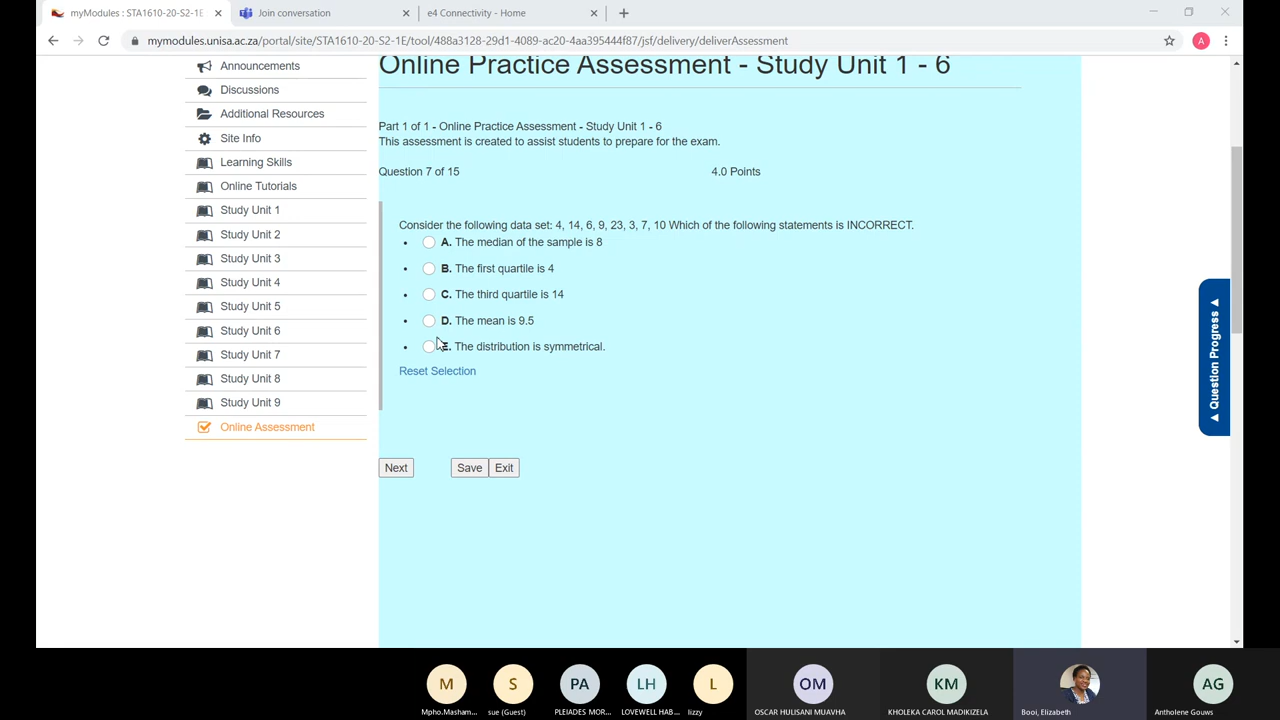 myModules : STA1610-20-S2-1E
Join conversation
e4 Connectivity - Home
mymodules.unisa.ac.za/portal/site/STA1610-20-S2-1E/tool/488a3128-29d1-4089-ac20-4aa395444f87/jsf/delivery/deliverAssessment
A
Announcements
Discussions
Additional Resources
Site Info
Learning Skills
Online Tutorials
Study Unit 1
Study Unit 2
Study Unit 3
Study Unit 4
Study Unit 5
Study Unit 6
Study Unit 7
Study Unit 8
Study Unit 9
Online Assessment
Online Practice Assessment - Study Unit 1 - 6
Part 1 of 1 - Online Practice Assessment - Study Unit 1 - 6
This assessment is created to assist students to prepare for the exam.
Question 7 of 15 4.0 Points
Consider the following data set: 4, 14, 6, 9, 23, 3, 7, 10 Which of the following statements is INCORRECT.
A. The median of the sample is 8
B. The first quartile is 4
C. The third quartile is 14
D. The mean is 9.5
E. The distribution is symmetrical.
Reset Selection
Next Save Exit
▲ Question Progress ▲
M S PA LH L OM KM AG
Mpho.Masham... sue (Guest) PLEIADES MOR... LOVEWELL HAB... lizzy OSCAR HULISANI MUAVHA KHOLEKA CAROL MADIKIZELA Booi, Elizabeth Antholene Gouws